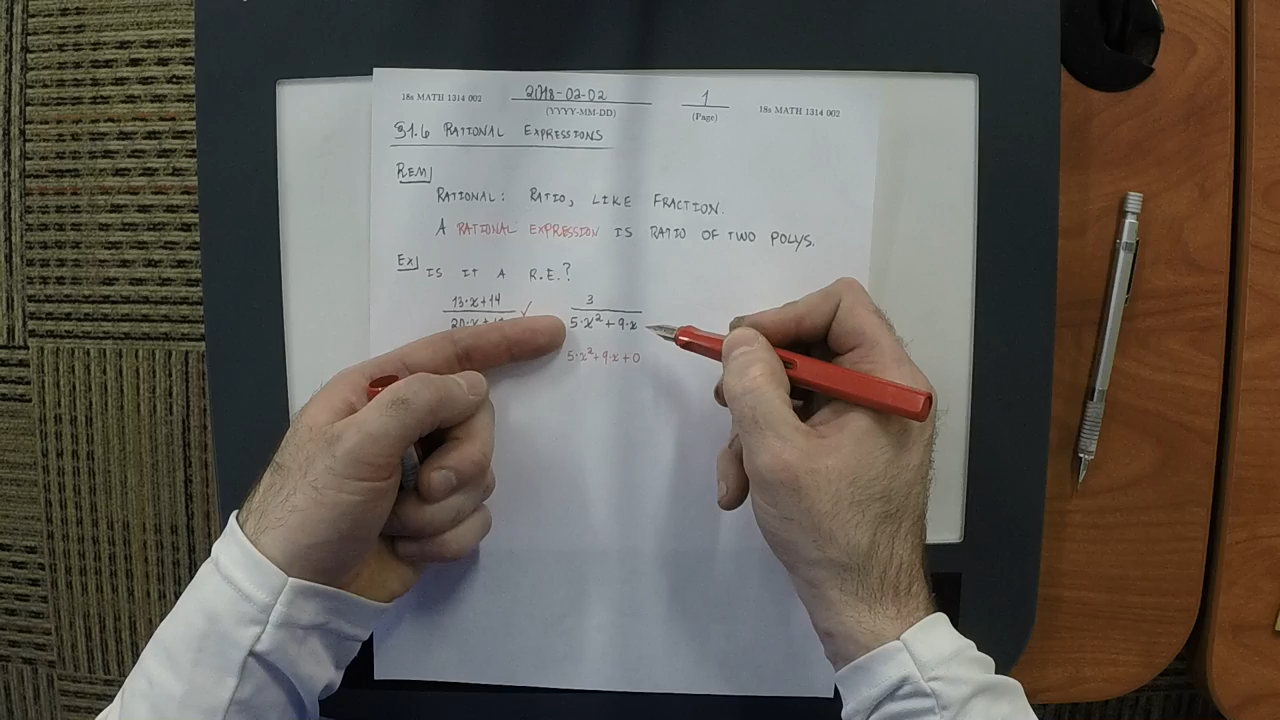 18s MATH 1314 002 2018-02-02 1 18s MATH 1314 002
(YYYY-MM-DD) (Page)
§1.6 RATIONAL EXPRESSIONS
REM]
RATIONAL: RATIO, LIKE FRACTION.
A RATIONAL EXPRESSION IS RATIO OF TWO POLYS.
EX] IS IT A R.E.?
13·x+14 ✓ 3
20·x+ 5·x²+9·x
5·x²+9·x+0